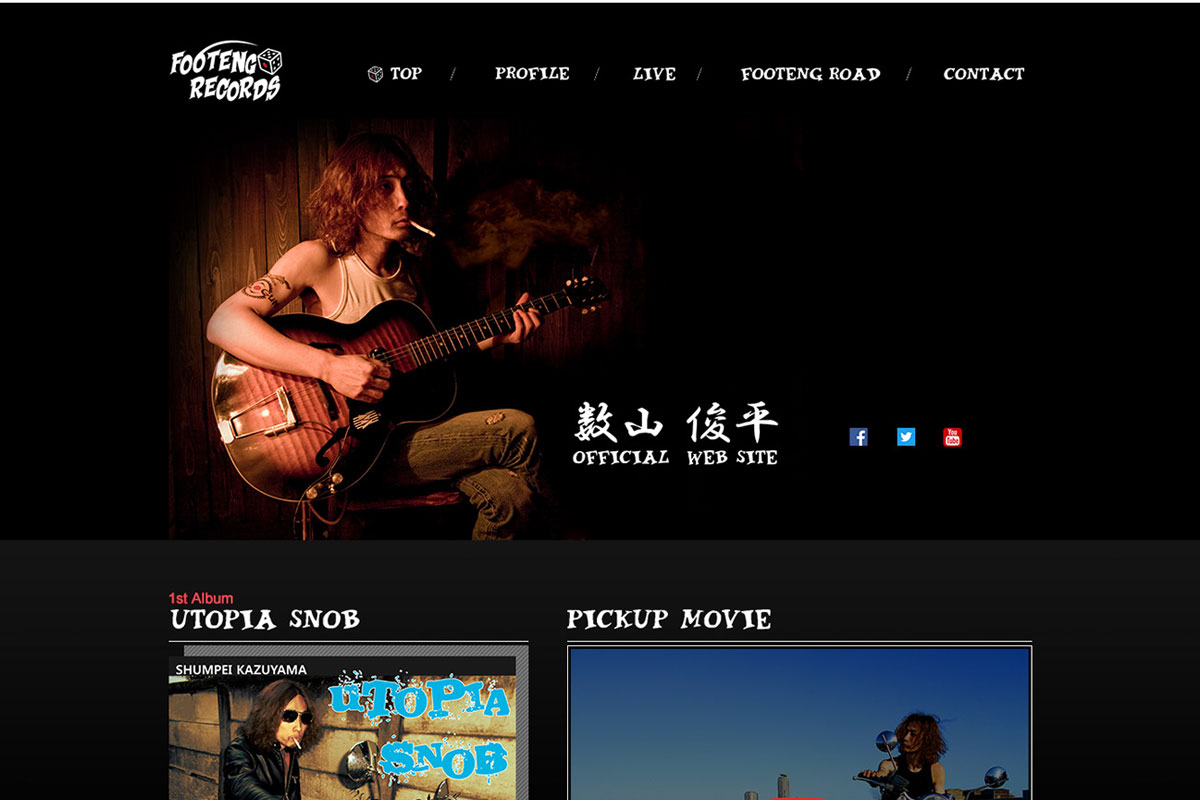 FOOTENG
RECORDS
TOP / PROFILE / LIVE / FOOTENG ROAD / CONTACT
数山 俊平
OFFICIAL WEB SITE
f
You
Tube
1st Album
UTOPIA SNOB
PICKUP MOVIE
SHUMPEI KAZUYAMA
UTOPIA
SNOB